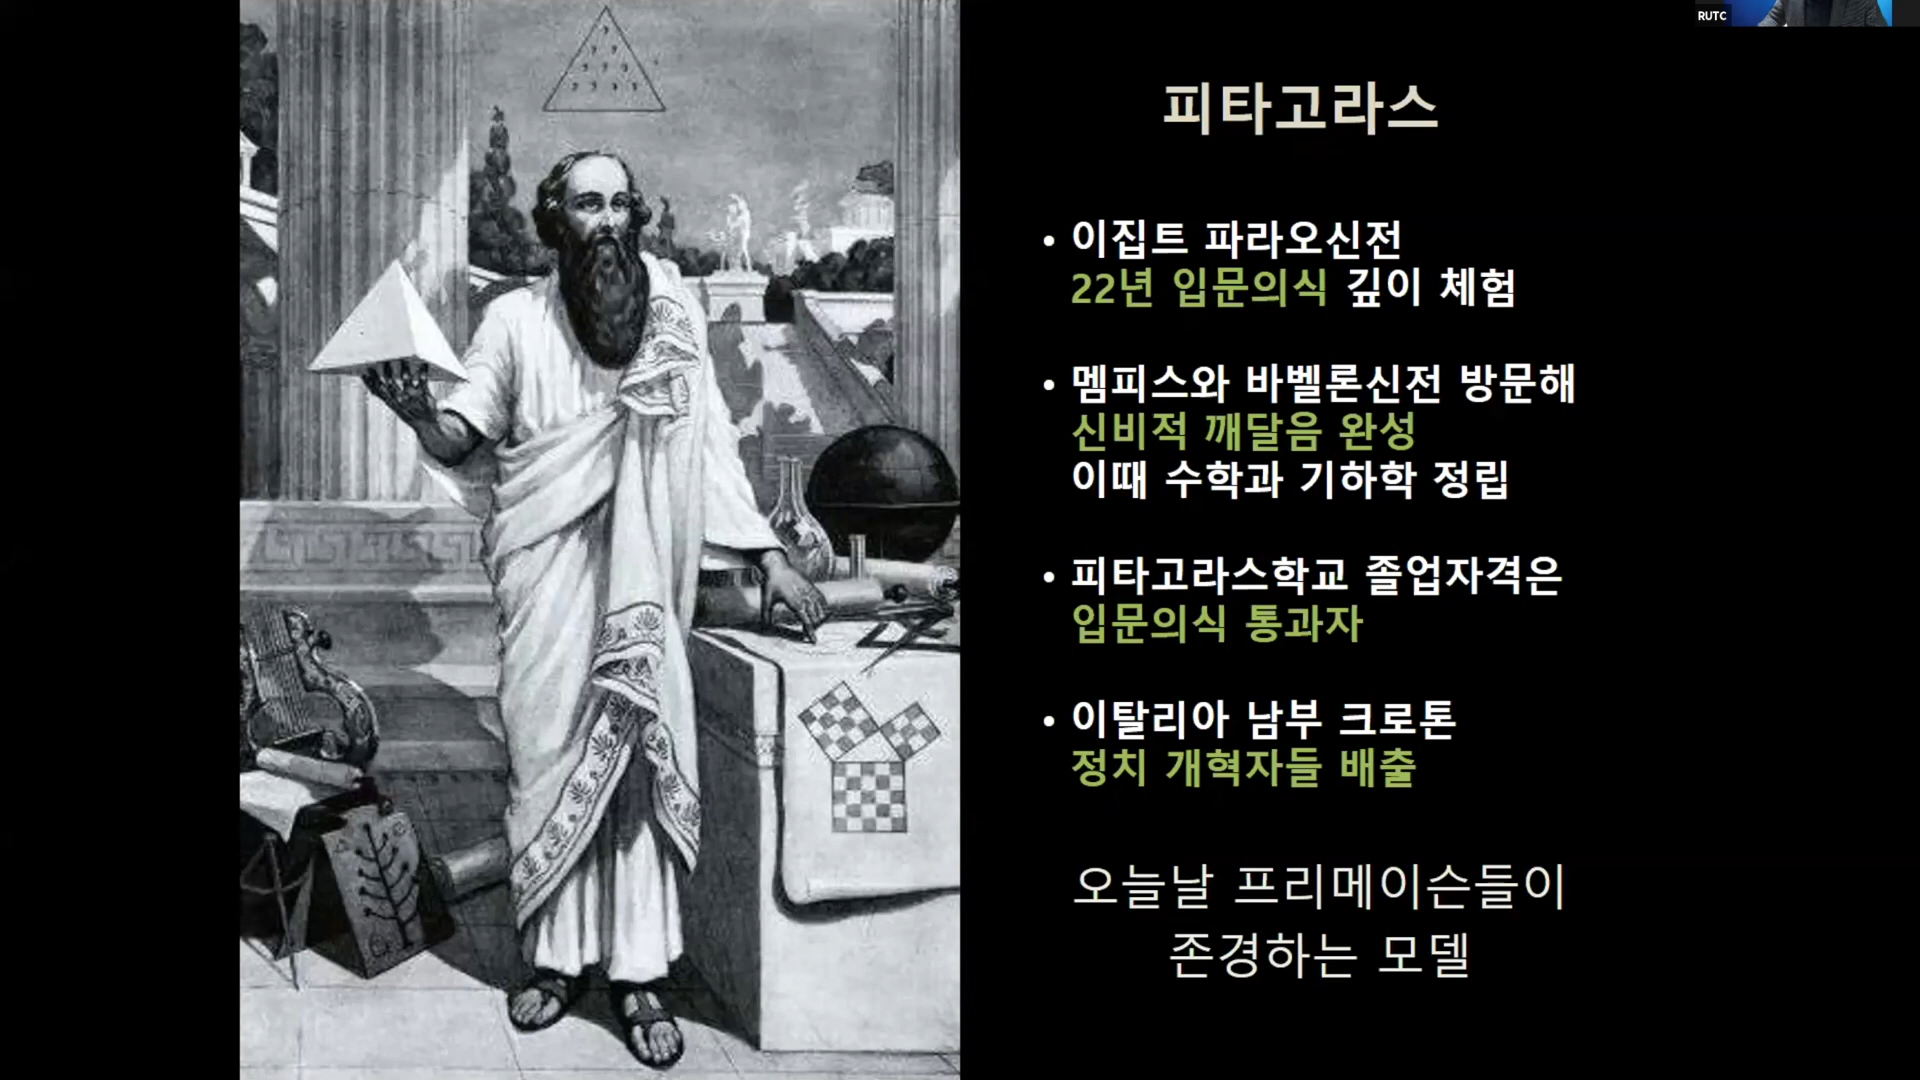 RUTC
피타고라스
• 이집트 파라오신전
22년 입문의식 깊이 체험
• 멤피스와 바벨론신전 방문해
신비적 깨달음 완성
이때 수학과 기하학 정립
• 피타고라스학교 졸업자격은
입문의식 통과자
• 이탈리아 남부 크로톤
정치 개혁자들 배출
오늘날 프리메이슨들이
존경하는 모델